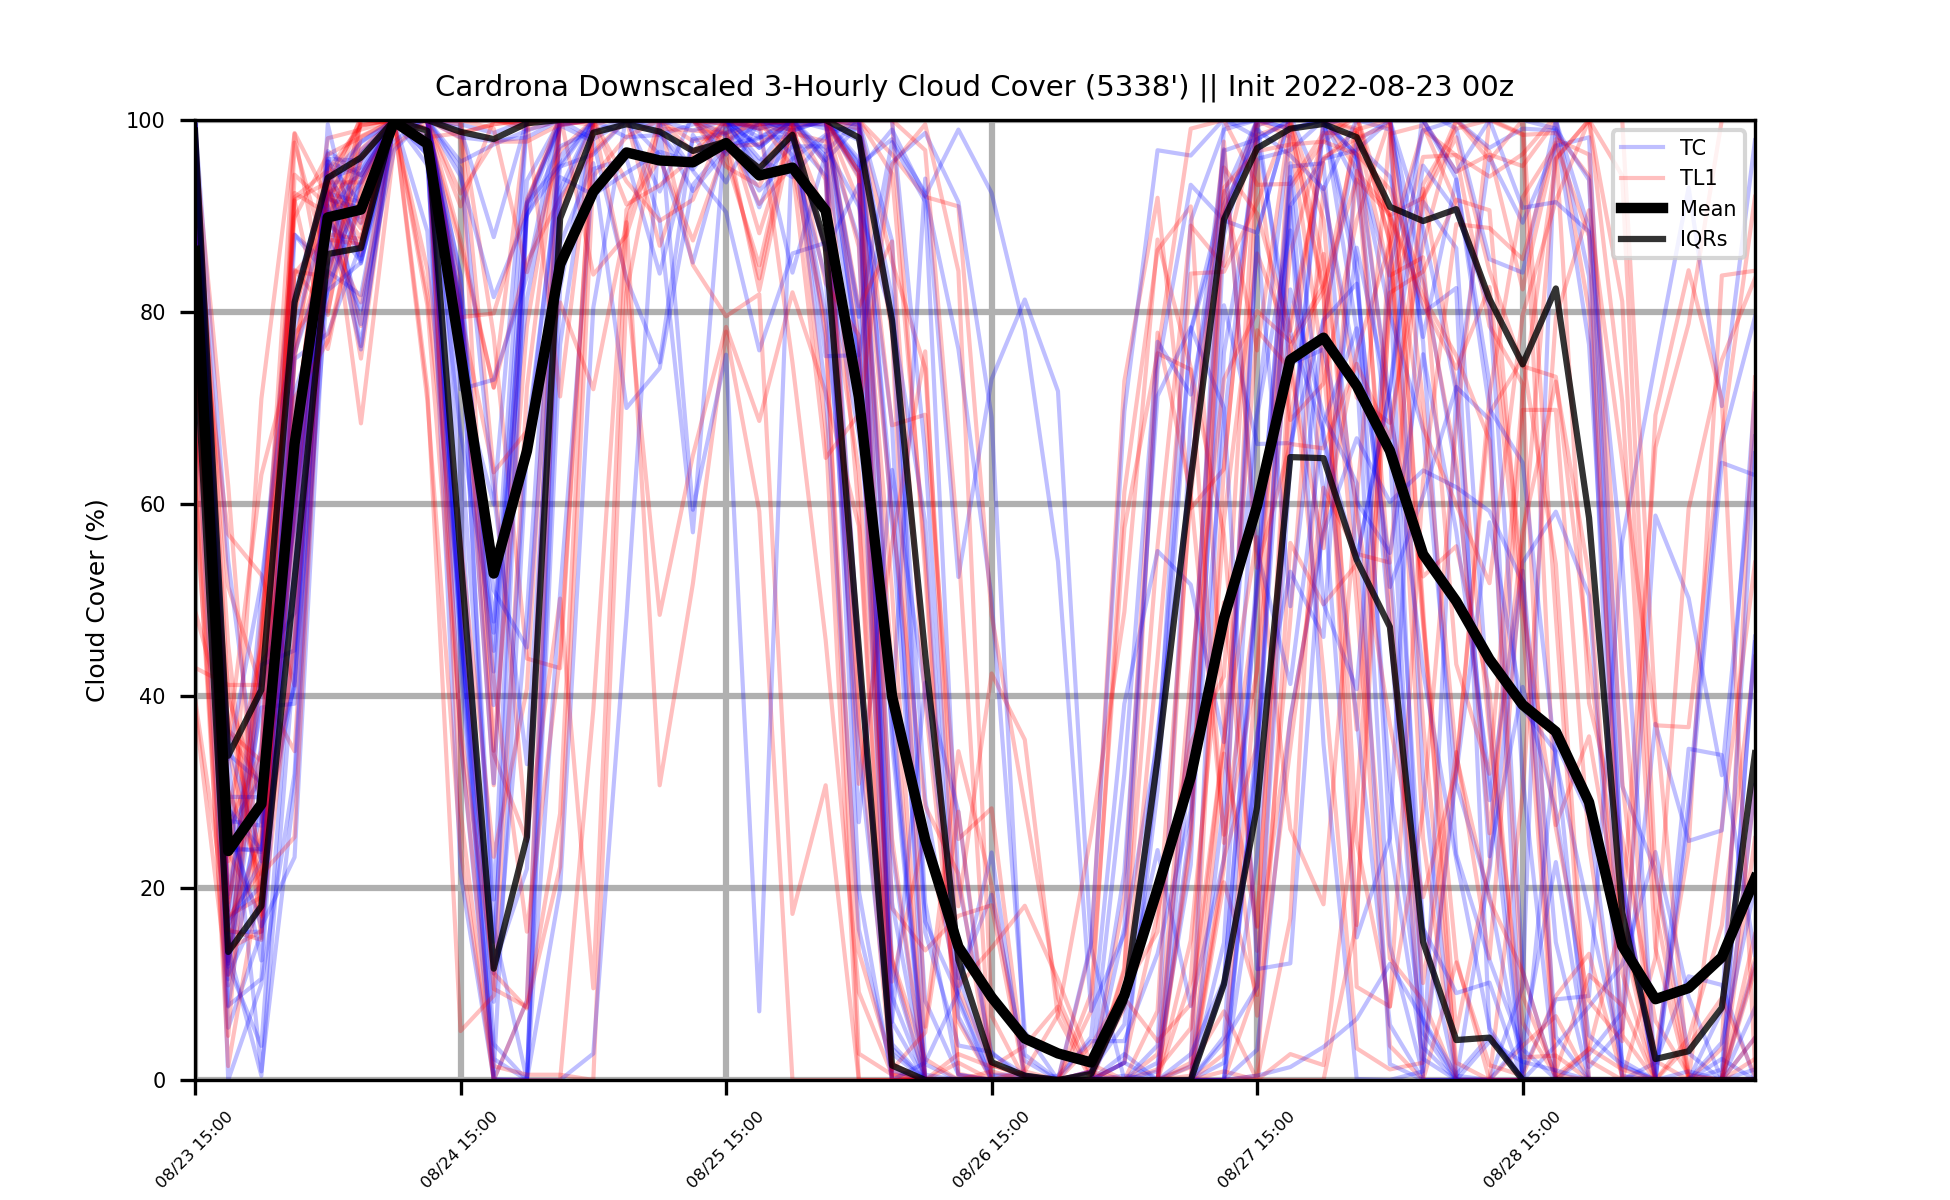 Cardrona Downscaled 3-Hourly Cloud Cover (5338') || Init 2022-08-23 00z
TC
TL1
Mean
IQRs
Cloud Cover (%)
100
80
60
40
20
0
08/23 15:00
08/24 15:00
08/25 15:00
08/26 15:00
08/27 15:00
08/28 15:00